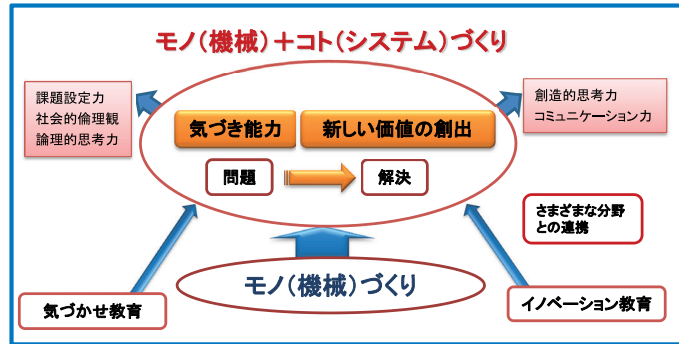 モノ(機械)+コト(システム)づくり
課題設定力
社会的倫理観
論理的思考力
創造的思考力
コミュニケーション力
気づき能力
新しい価値の創出
問題
解決
さまざまな分野
との連携
モノ(機械)づくり
気づかせ教育
イノベーション教育